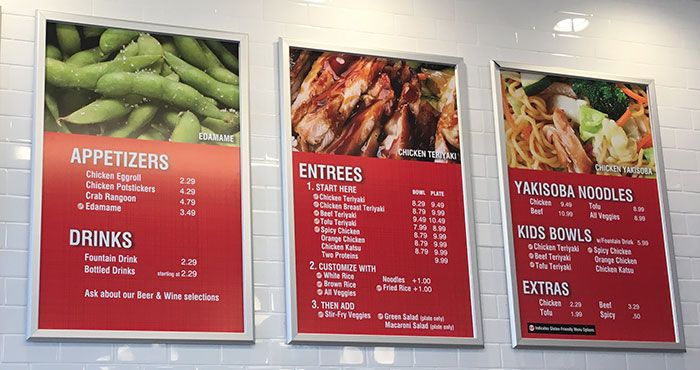 EDAMAME
APPETIZERS
Chicken Eggroll 2.29
Chicken Potstickers 4.29
Crab Rangoon 4.79
Edamame 3.49
DRINKS
Fountain Drink 2.29
Bottled Drinks starting at 2.29
Ask about our Beer & Wine selections
CHICKEN TERIYAKI
ENTREES
1. START HERE BOWL PLATE
Chicken Teriyaki 8.29 9.49
Chicken Breast Teriyaki 8.79 9.99
Beef Teriyaki 9.49 10.49
Tofu Teriyaki 7.99 8.99
Spicy Chicken 8.79 9.99
Orange Chicken 8.79 9.99
Chicken Katsu 8.79 9.99
Two Proteins 9.99
2. CUSTOMIZE WITH
White Rice Noodles +1.00
Brown Rice Fried Rice +1.00
All Veggies
3. THEN ADD
Stir-Fry Veggies Green Salad (plate only)
Macaroni Salad (plate only)
CHICKEN YAKISOBA
YAKISOBA NOODLES
Chicken 9.49 Tofu 8.99
Beef 10.99 All Veggies 8.99
KIDS BOWLS w/Fountain Drink 5.99
Chicken Teriyaki Spicy Chicken
Beef Teriyaki Orange Chicken
Tofu Teriyaki Chicken Katsu
EXTRAS
Chicken 2.99 Beef 3.29
Tofu 1.99 Spicy .50
Indicates Gluten-Friendly Menu Options